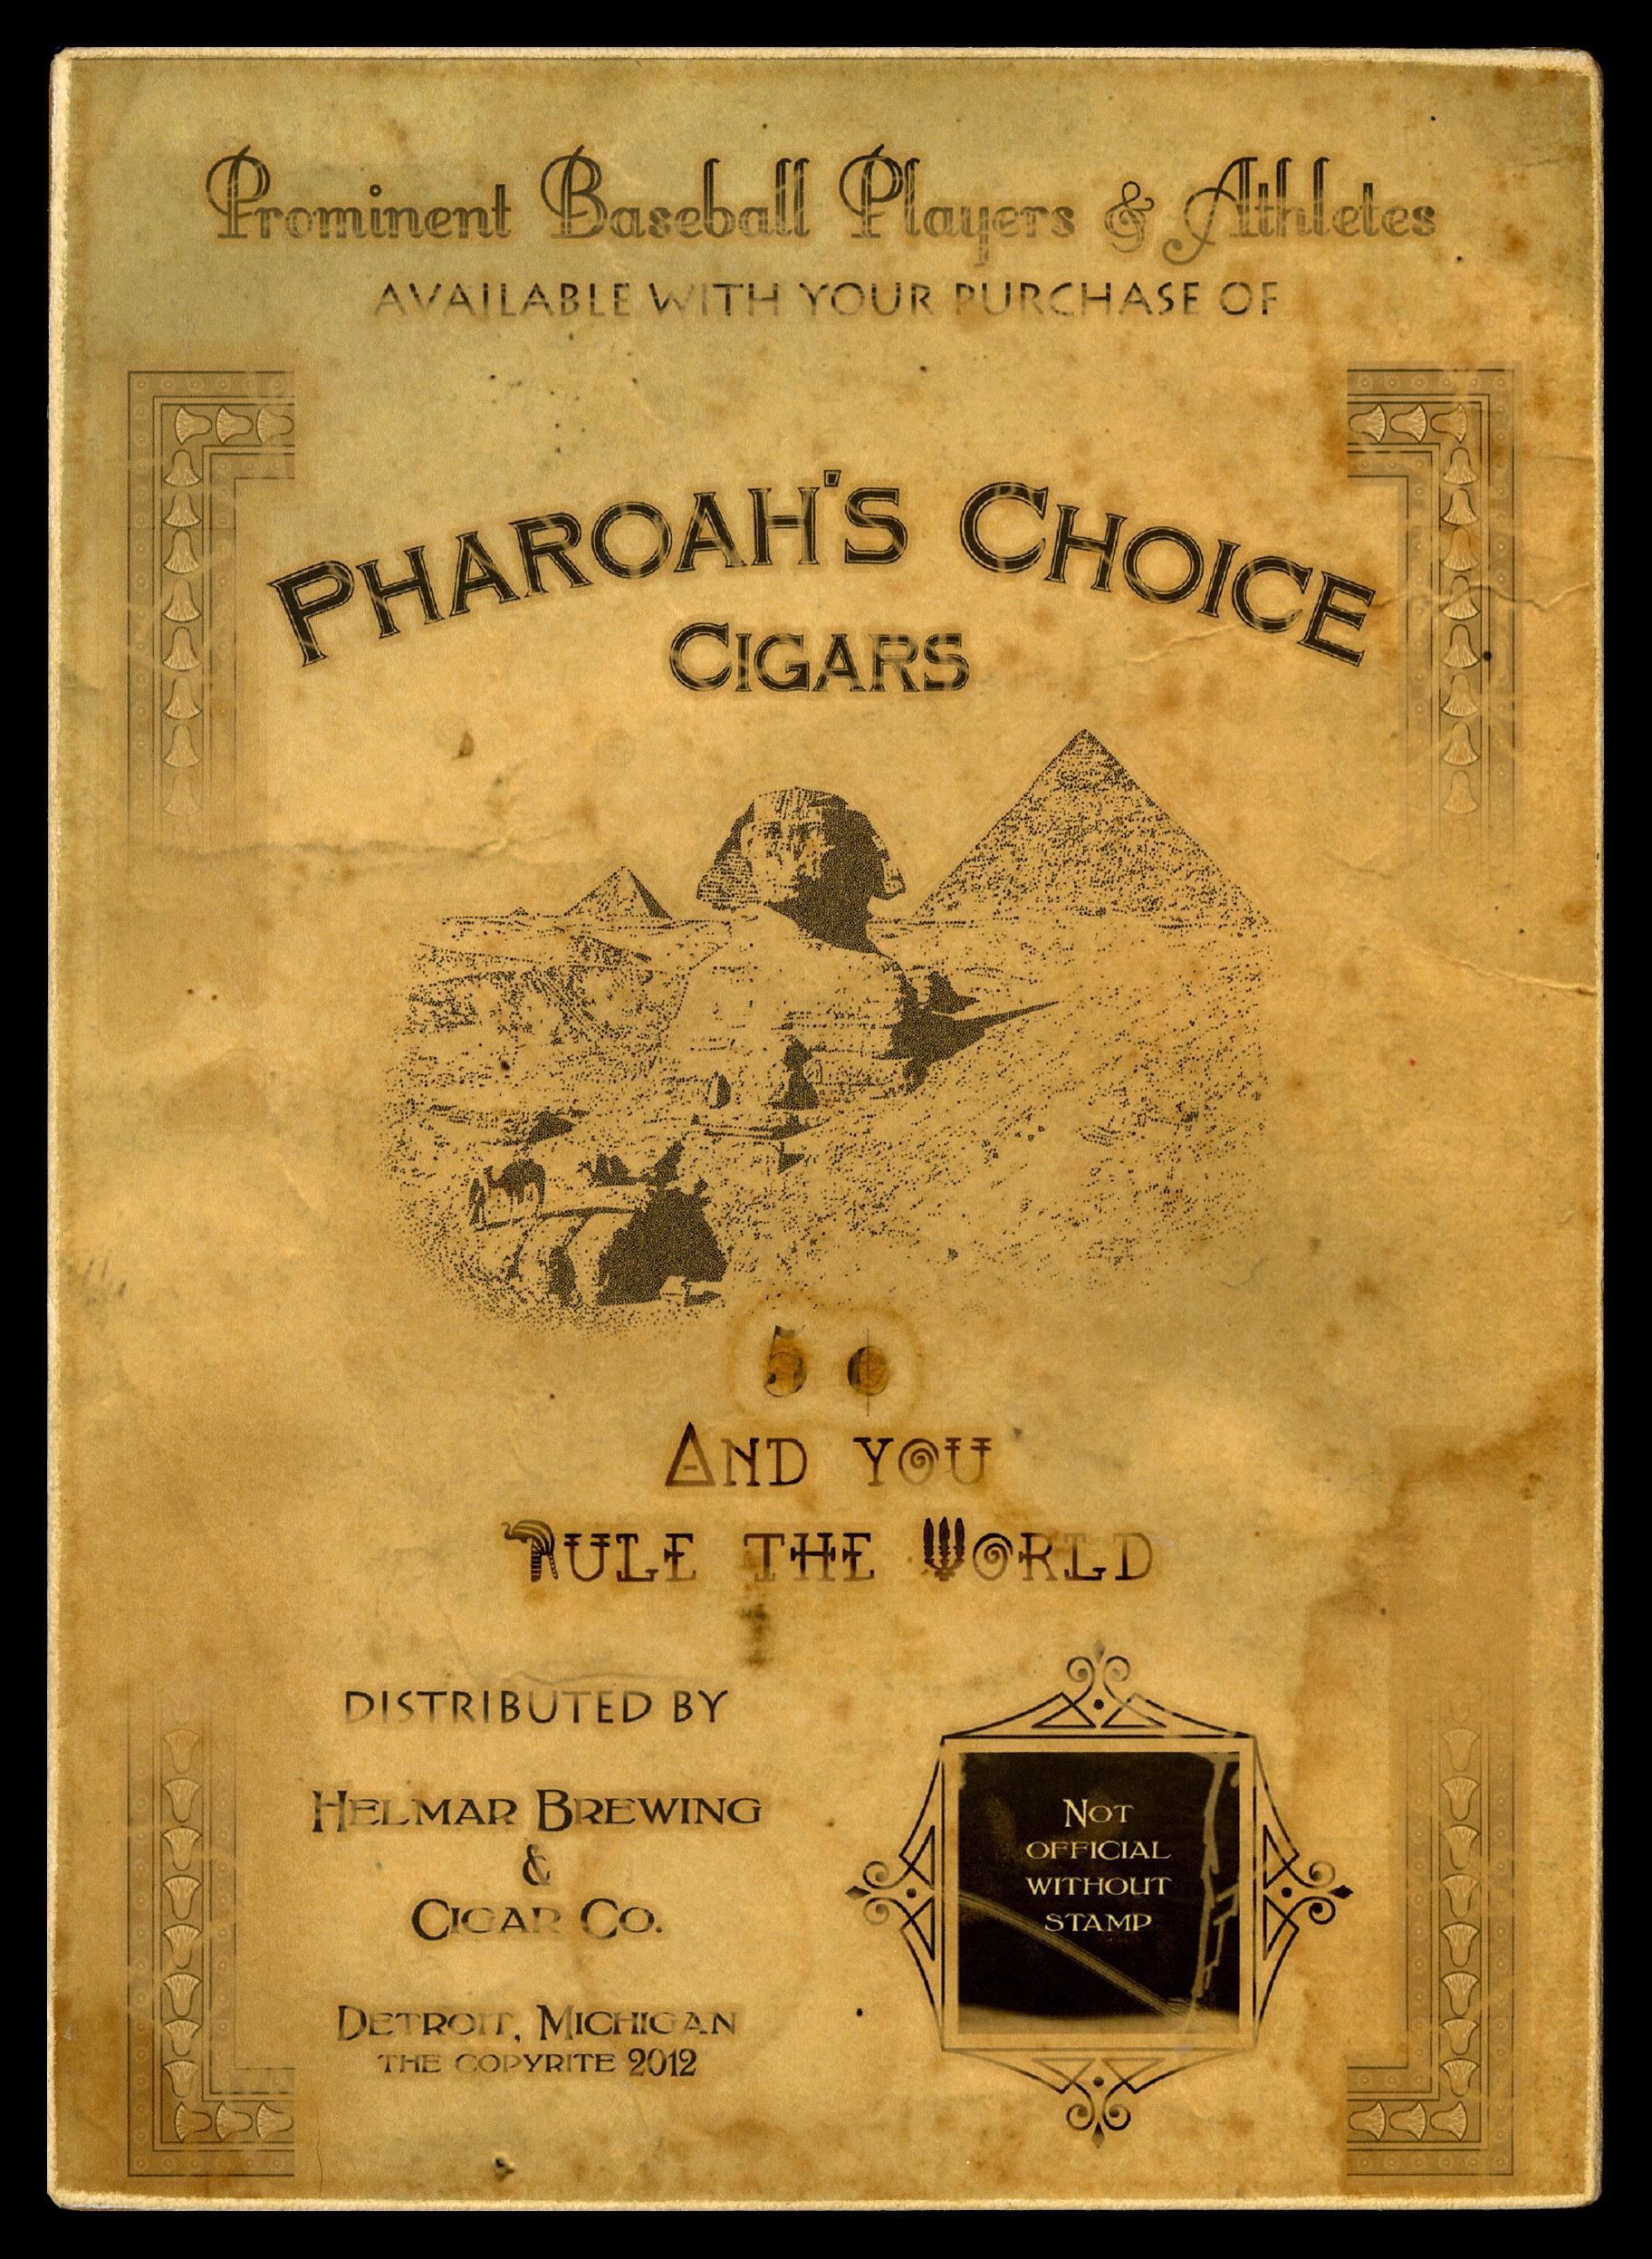 Prominent Baseball Players & Athletes
AVAILABLE WITH YOUR PURCHASE OF
PHAROAH'S CHOICE
CIGARS
5 ¢
AND YOU
RULE THE WORLD
DISTRIBUTED BY
HELMAR BREWING
&
CIGAR CO.
DETROIT, MICHIGAN
THE COPYRITE 2012
NOT
OFFICIAL
WITHOUT
STAMP